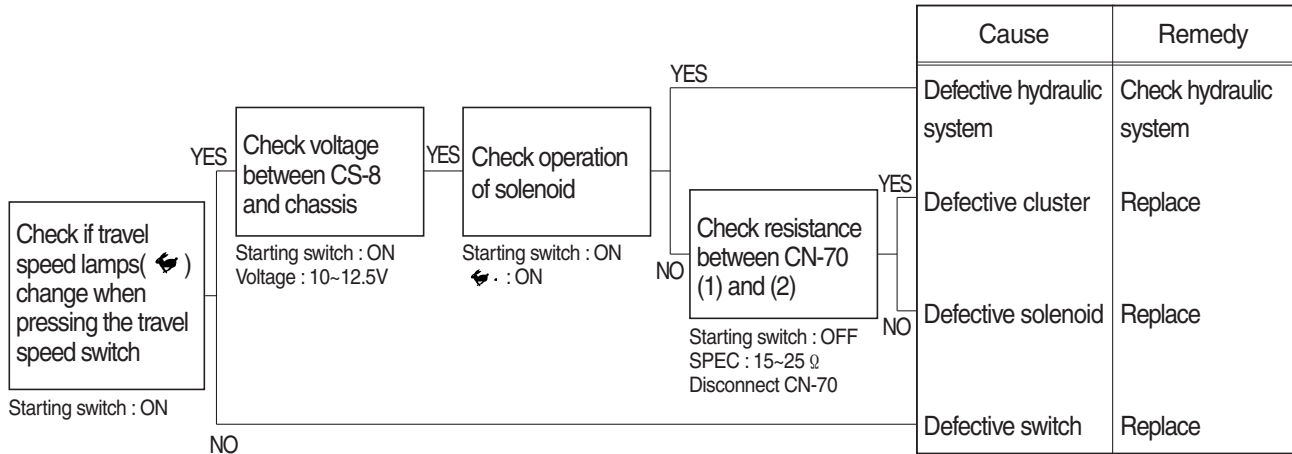 Check if travel
speed lamps( )
change when
pressing the travel
speed switch
Starting switch : ON
YES
NO
Check voltage
between CS-8
and chassis
Starting switch : ON
Voltage : 10~12.5V
YES
Check operation
of solenoid
Starting switch : ON
. : ON
YES
NO
Check resistance
between CN-70
(1) and (2)
Starting switch : OFF
SPEC : 15~25 Ω
Disconnect CN-70
YES
NO
Cause Remedy
Defective hydraulic Check hydraulic
system system
Defective cluster Replace
Defective solenoid Replace
Defective switch Replace